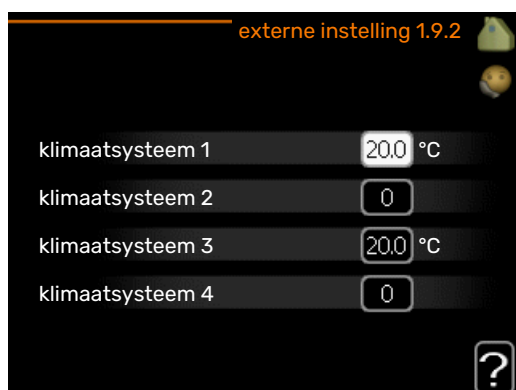 externe instelling 1.9.2
klimaatsysteem 1 20.0 °C
klimaatsysteem 2 0
klimaatsysteem 3 20.0 °C
klimaatsysteem 4 0
?